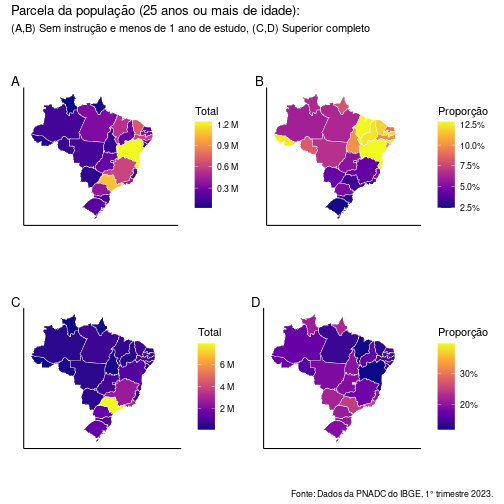 Parcela da população (25 anos ou mais de idade):
(A,B) Sem instrução e menos de 1 ano de estudo, (C,D) Superior completo
A
Total
1.2 M
0.9 M
0.6 M
0.3 M
B
Proporção
12.5%
10.0%
7.5%
5.0%
2.5%
C
Total
6 M
4 M
2 M
D
Proporção
30%
20%
Fonte: Dados da PNADC do IBGE, 1° trimestre 2023.